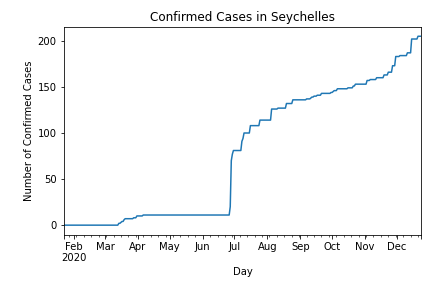 Confirmed Cases in Seychelles
200
150
100
50
0
Number of Confirmed Cases
Feb Mar Apr May Jun Jul Aug Sep Oct Nov Dec
2020
Day